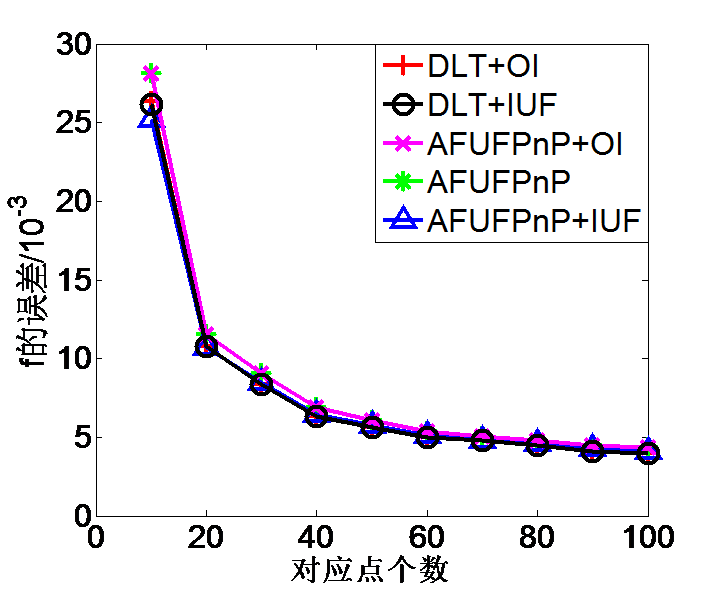 30
25
20
15
10
5
0
f的误差/10-3
DLT+OI
DLT+IUF
AFUFPnP+OI
AFUFPnP
AFUFPnP+IUF
0 20 40 60 80 100
对应点个数